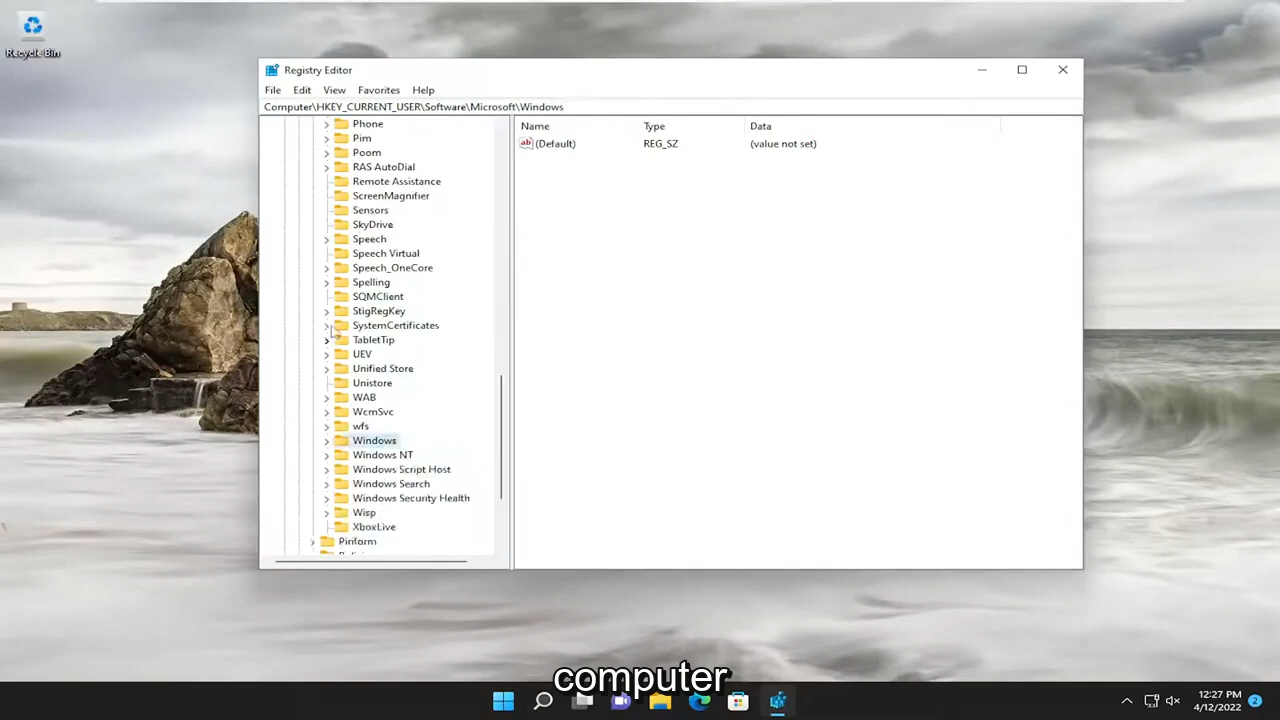 Recycle Bin
Registry Editor
File Edit View Favorites Help
Computer\HKEY_CURRENT_USER\Software\Microsoft\Windows
Name Type Data
ab (Default) REG_SZ (value not set)
Phone
Pim
Poom
RAS AutoDial
Remote Assistance
ScreenMagnifier
Sensors
SkyDrive
Speech
Speech Virtual
Speech_OneCore
Spelling
SQMClient
StigRegKey
SystemCertificates
TabletTip
UEV
Unified Store
Unistore
WAB
WcmSvc
wfs
Windows
Windows NT
Windows Script Host
Windows Search
Windows Security Health
Wisp
XboxLive
Piriform
computer
12:27 PM
4/12/2022
2